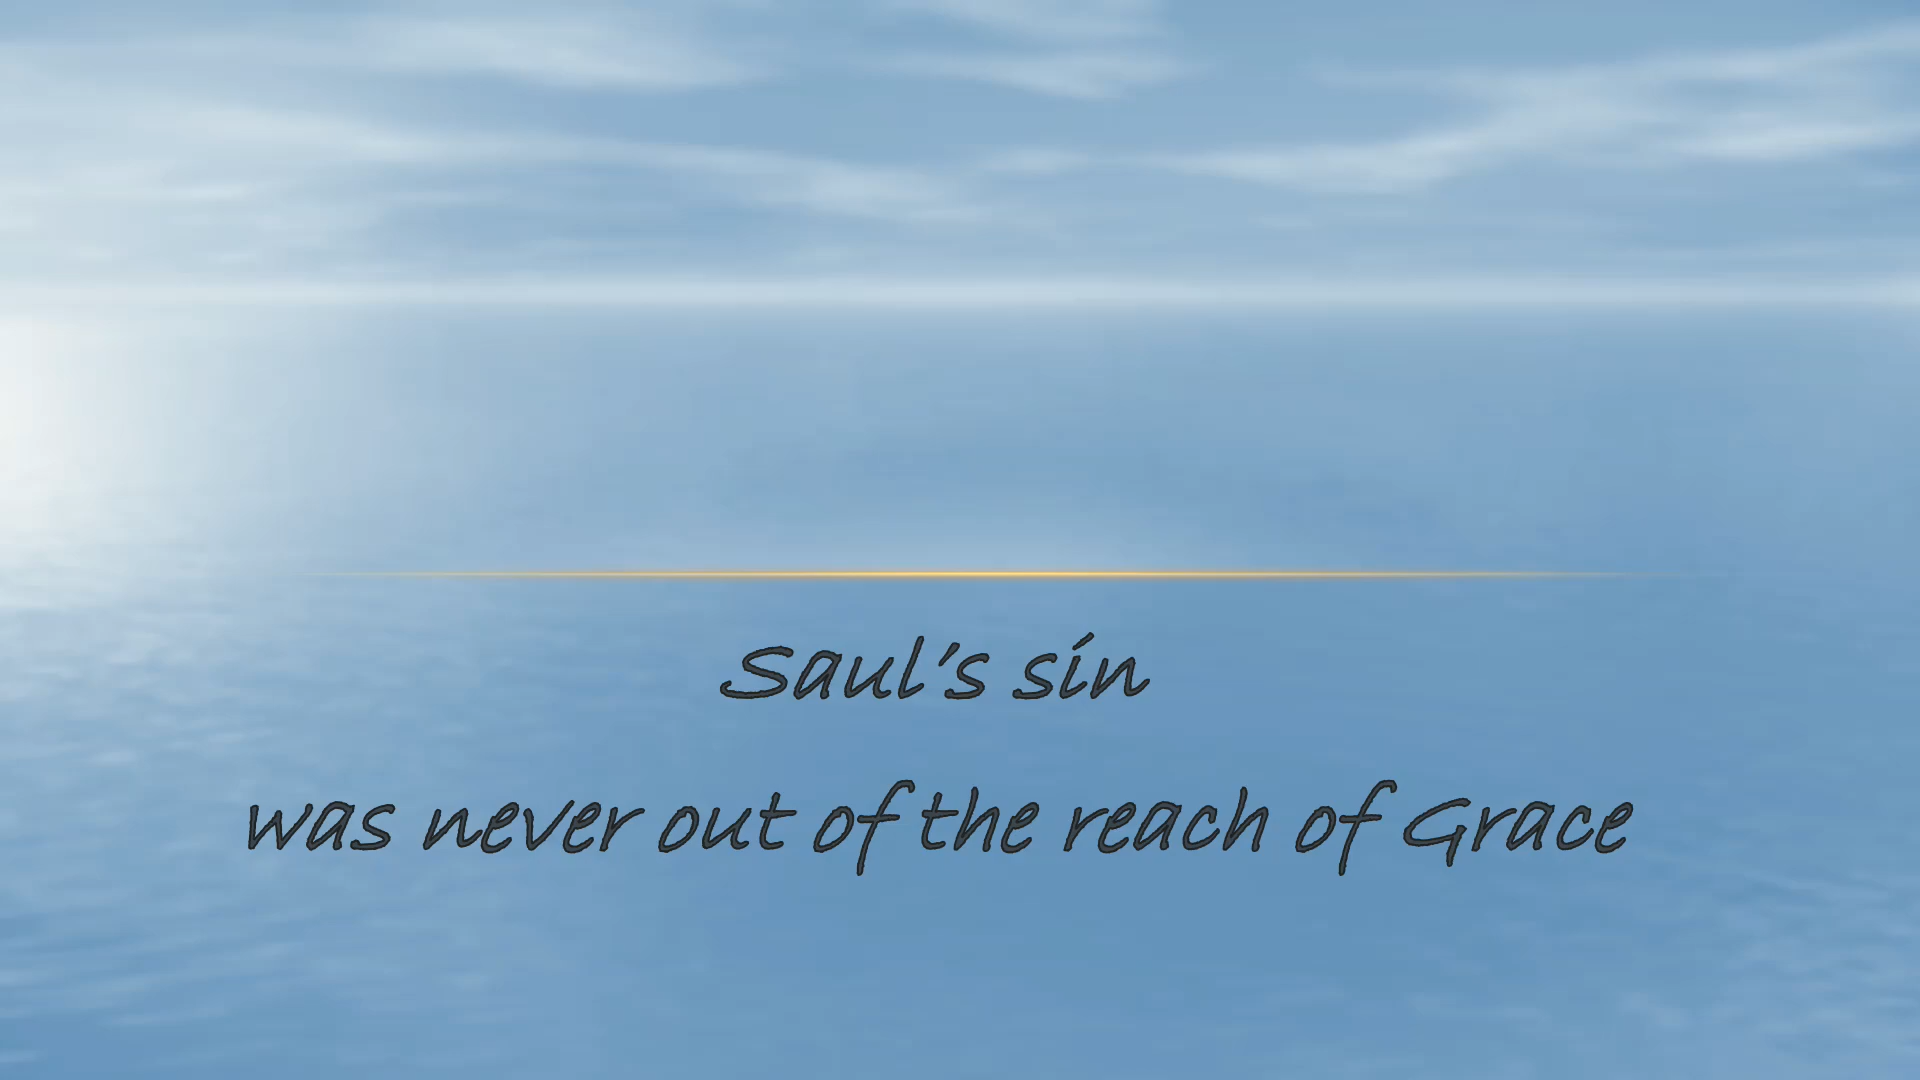 Saul's sin
was never out of the reach of Grace